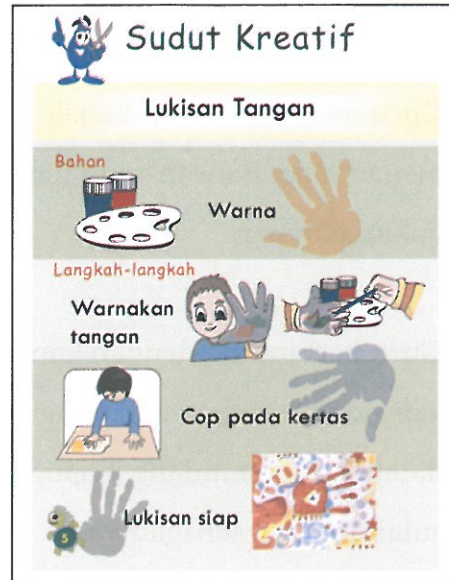 Sudut Kreatif
Lukisan Tangan
Bahan
Warna
Langkah-langkah
Warnakan
tangan
Cop pada kertas
Lukisan siap
5